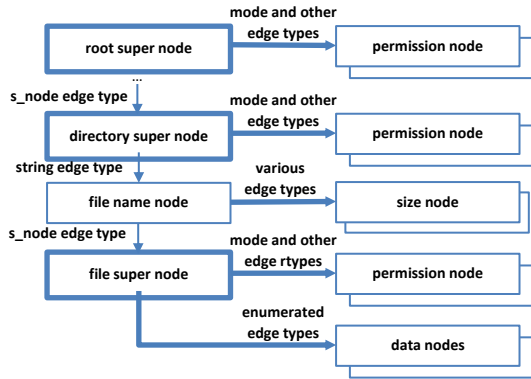 mode and other
edge types
root super node
permission node
...
s_node edge type
mode and other
edge types
directory super node
permission node
string edge type
various
edge types
file name node
size node
s_node edge type
mode and other
edge rtypes
file super node
permission node
enumerated
edge types
data nodes